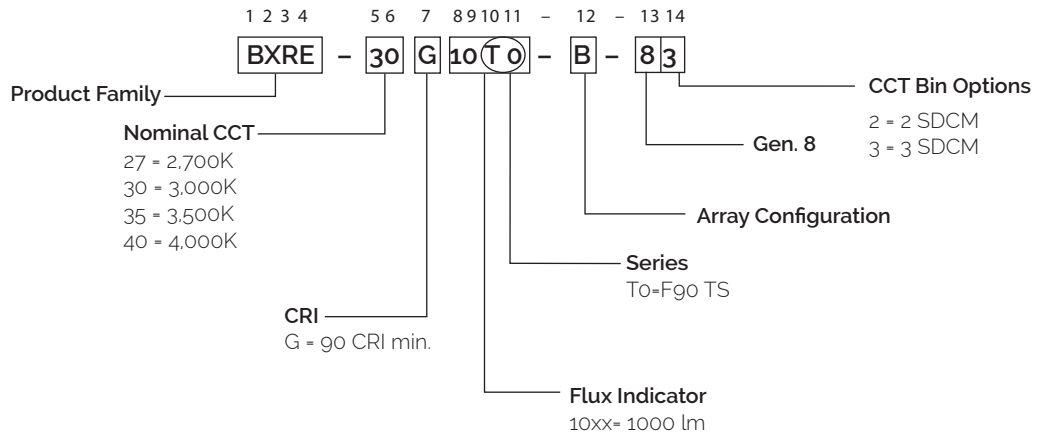 1 2 3 4 5 6 7 8 9 10 11 – 12 – 13 14
BXRE – 30 G 10 T 0 – B – 8 3
Product Family
CCT Bin Options
2 = 2 SDCM
3 = 3 SDCM
Nominal CCT
27 = 2,700K
30 = 3,000K
35 = 3,500K
40 = 4,000K
Gen. 8
Array Configuration
Series
T0=F90 TS
CRI
G = 90 CRI min.
Flux Indicator
10xx= 1000 lm